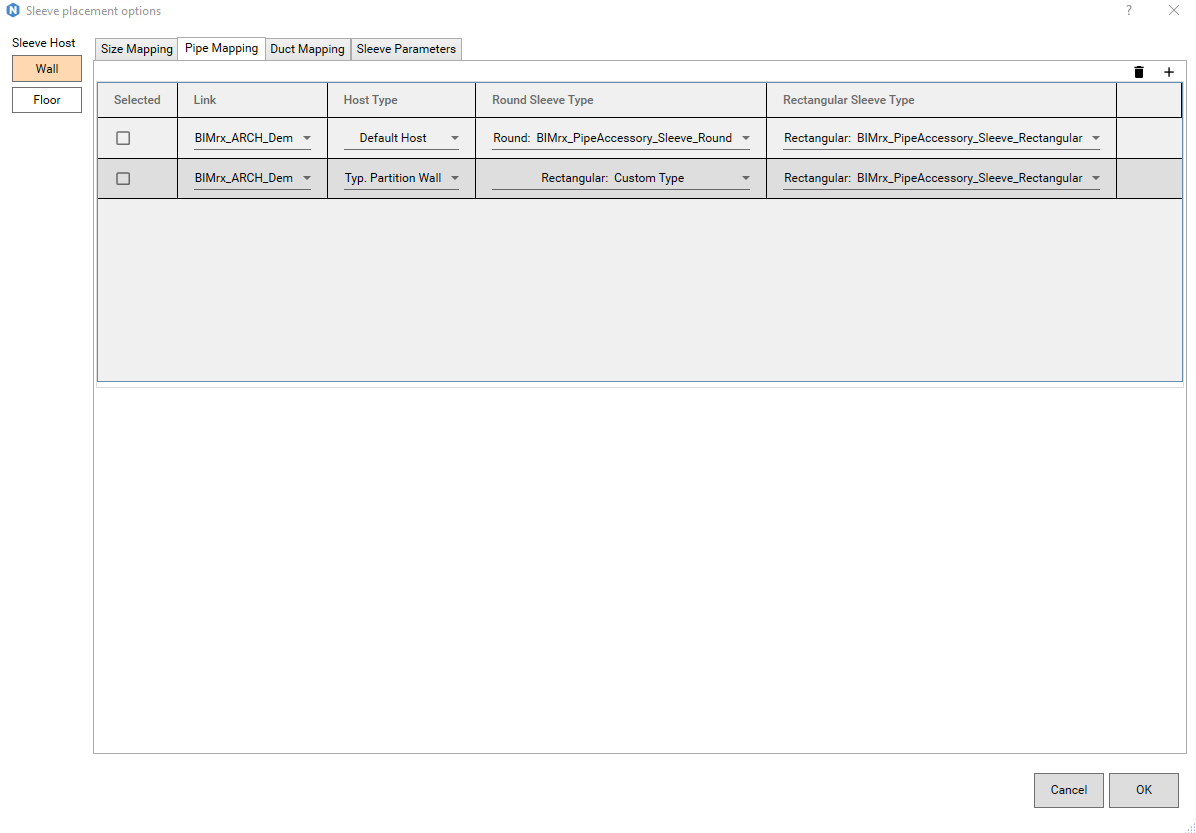 N Sleeve placement options ?
Sleeve Host
Wall
Floor
Size Mapping Pipe Mapping Duct Mapping Sleeve Parameters
Selected Link Host Type Round Sleeve Type Rectangular Sleeve Type
BIMrx_ARCH_Dem Default Host Round: BIMrx_PipeAccessory_Sleeve_Round Rectangular: BIMrx_PipeAccessory_Sleeve_Rectangular
BIMrx_ARCH_Dem Typ. Partition Wall Rectangular: Custom Type Rectangular: BIMrx_PipeAccessory_Sleeve_Rectangular
Cancel OK